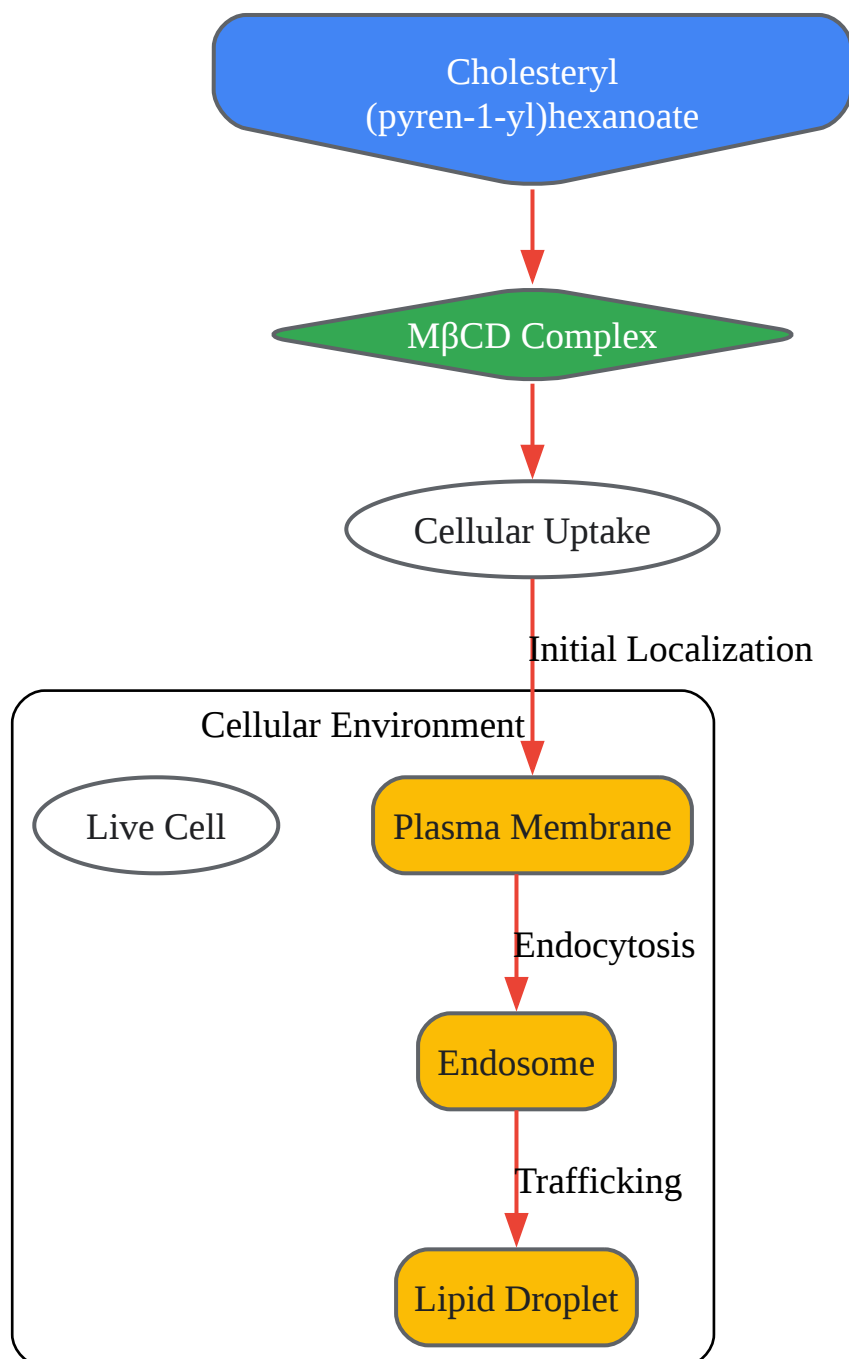 Cholesteryl
(pyren-1-yl)hexanoate
MβCD Complex
Cellular Uptake
Initial Localization
Cellular Environment
Live Cell
Plasma Membrane
Endocytosis
Endosome
Trafficking
Lipid Droplet